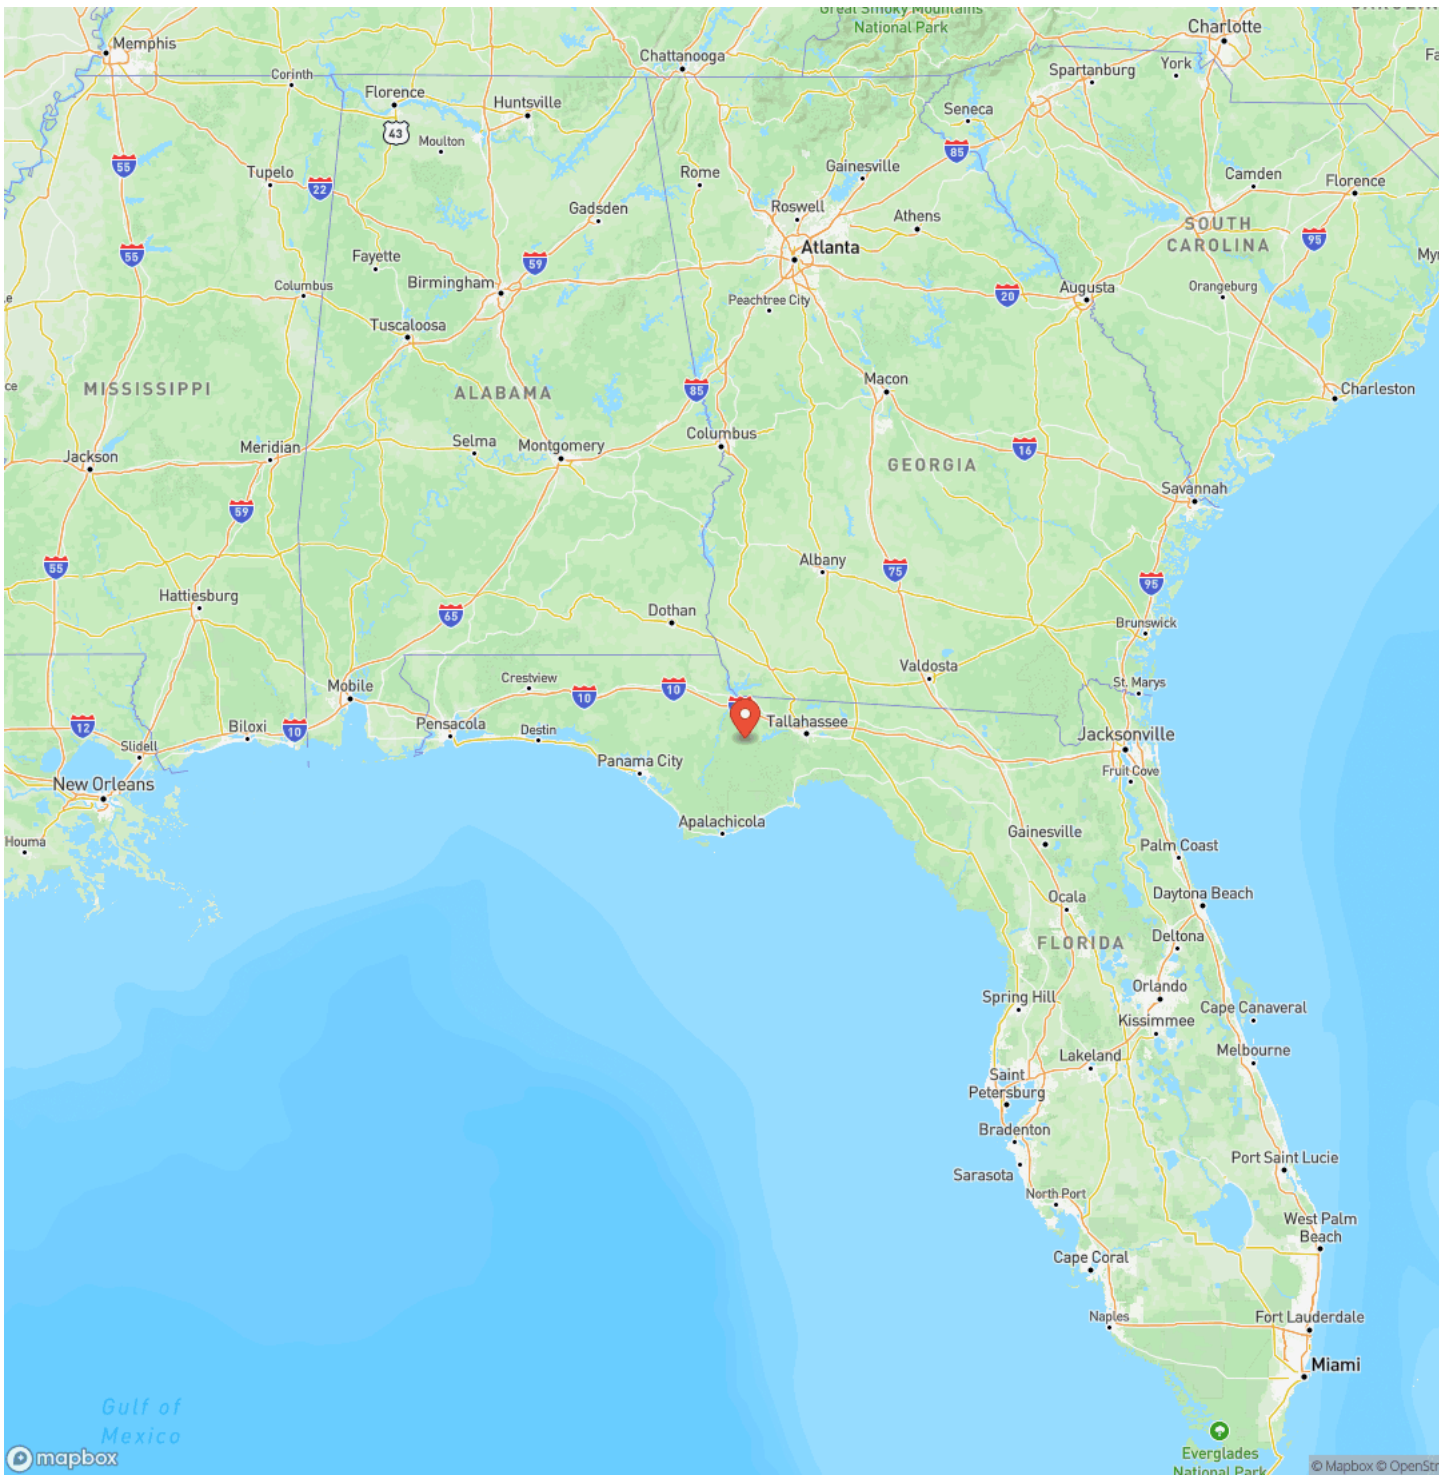 Great Smoky Mountains
National Park
Charlotte
Memphis
Chattanooga
York
Spartanburg
Corinth
Florence
Huntsville
Seneca
43
Moulton
85
55
Tupelo
22
Rome
Gainesville
Camden
Florence
Roswell
Gadsden
Athens
SOUTH
CAROLINA
95
Atlanta
55
Fayette
59
Birmingham
Columbus
Peachtree City
20
Augusta
Orangeburg
Tuscaloosa
MISSISSIPPI
ALABAMA
85
Macon
Charleston
Meridian
Selma
Montgomery
Columbus
Jackson
16
GEORGIA
59
Savannah
55
Albany
75
95
Hattiesburg
65
Dothan
Brunswick
Valdosta
Mobile
Crestview
10
10
St. Marys
12
Biloxi
10
Pensacola
Destin
Tallahassee
Jacksonville
Slidell
Panama City
Fruit Cove
New Orleans
Apalachicola
Gainesville
Houma
Palm Coast
Ocala
Daytona Beach
FLORIDA
Deltona
Orlando
Spring Hill
Cape Canaveral
Kissimmee
Lakeland
Melbourne
Saint
Petersburg
Bradenton
Sarasota
Port Saint Lucie
North Port
West Palm
Beach
Cape Coral
Naples
Fort Lauderdale
Miami
Gulf of
Mexico
Everglades
National Park
mapbox
© Mapbox © OpenStr